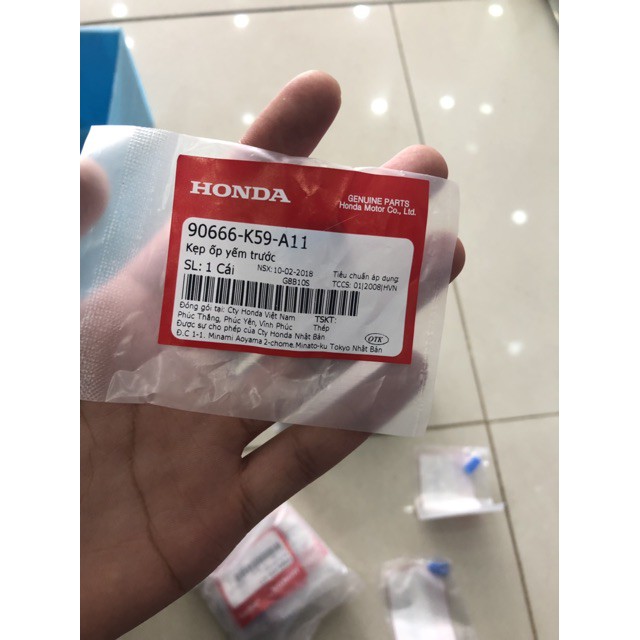 HONDA
GENUINE PARTS
Honda Motor Co., Ltd.
90666-K59-A11
Kẹp ốp yếm trước
SL: 1 Cái
NSX: 10-02-2018
Tiêu chuẩn áp dụng
GBB10S
TCCS: 01|2008|HVN
Đóng gói tại: Cty Honda Việt Nam
TSKT:
Phúc Thắng, Phúc Yên, Vĩnh Phúc
Thép
Được sự cho phép của Cty Honda Nhật Bản
Đ.C 1-1. Minami Aoyama 2-chome.Minato-ku Tokyo Nhật Bản
OTK